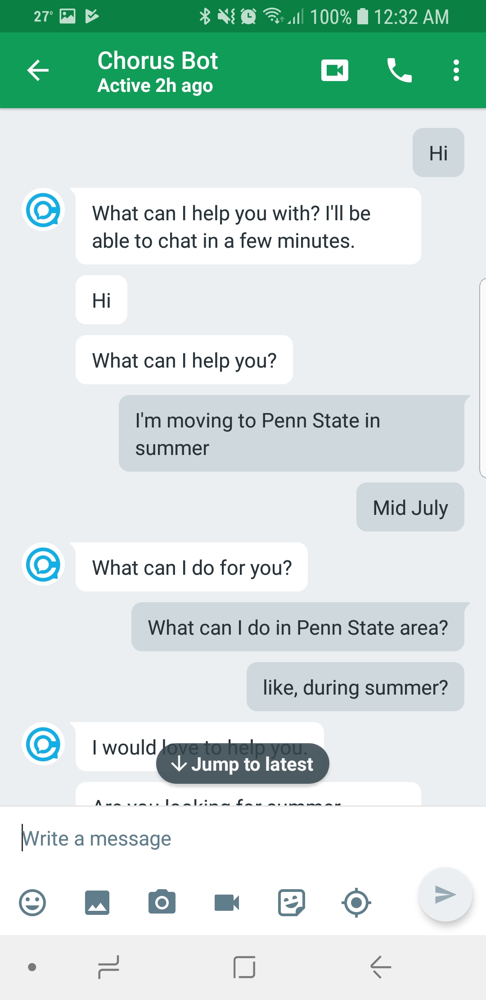 27°
100% 12:32 AM
Chorus Bot
Active 2h ago
Hi
What can I help you with? I'll be
able to chat in a few minutes.
Hi
What can I help you?
I'm moving to Penn State in
summer
Mid July
What can I do for you?
What can I do in Penn State area?
like, during summer?
I would love to help you.
Jump to latest
Are you looking for summer
Write a message